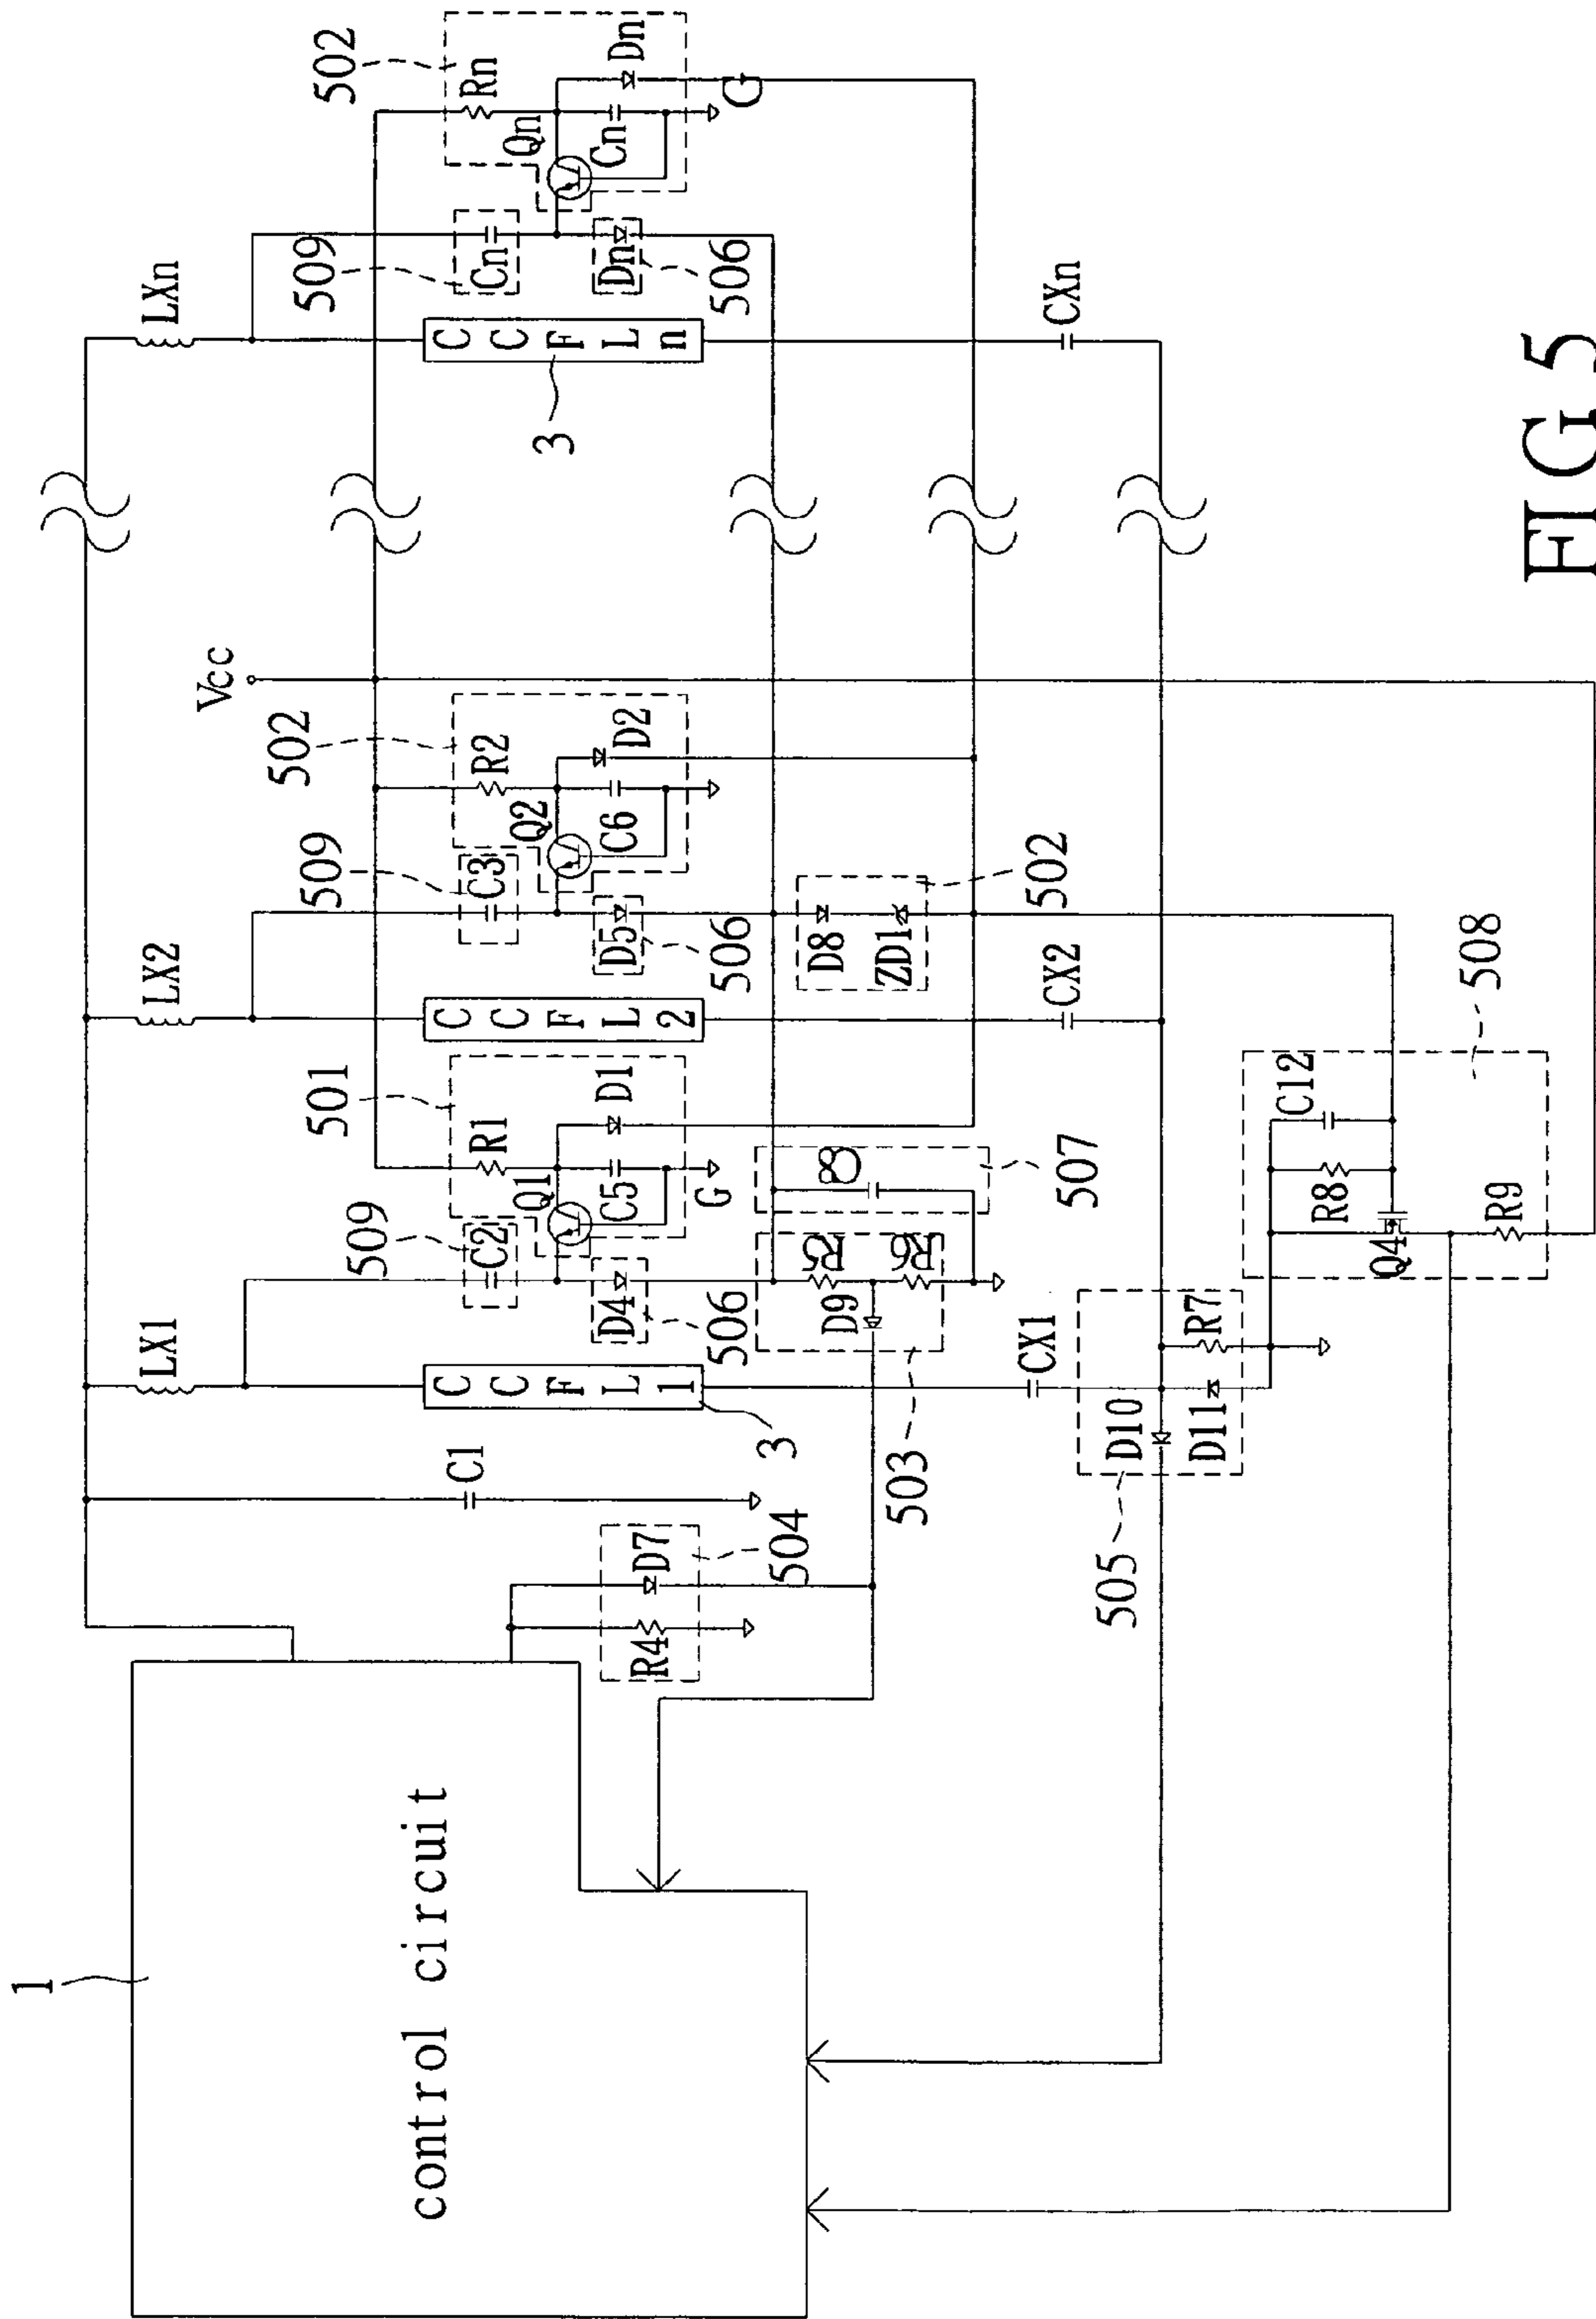 1
control circuit
LX1
LX2
LXn
Vcc
C1
509
C2
501
R1
Q1
C5
D1
G
D4
506
CCFL1
3
509
C3
502
R2
Q2
C6
D2
D5
506
CCFL2
509
Cn
502
Rn
Qn
Cn
Dn
G
Dn
506
CCFLn
3
504
D7
R4
503
D9
R5
R6
C8
507
D8
ZD1
502
CX1
CX2
CXn
505
D10
D11
R7
508
C12
R8
Q4
R9
FIG 5